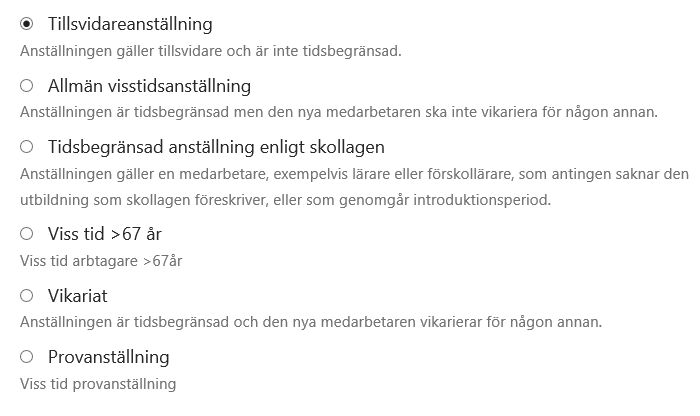 Tillsvidareanställning
Anställningen gäller tillsvidare och är inte tidsbegränsad.
Allmän visstidsanställning
Anställningen är tidsbegränsad men den nya medarbetaren ska inte vikariera för någon annan.
Tidsbegränsad anställning enligt skollagen
Anställningen gäller en medarbetare, exempelvis lärare eller förskollärare, som antingen saknar den
utbildning som skollagen föreskriver, eller som genomgår introduktionsperiod.
Viss tid >67 år
Viss tid arbtagare >67år
Vikariat
Anställningen är tidsbegränsad och den nya medarbetaren vikarierar för någon annan.
Provanställning
Viss tid provanställning